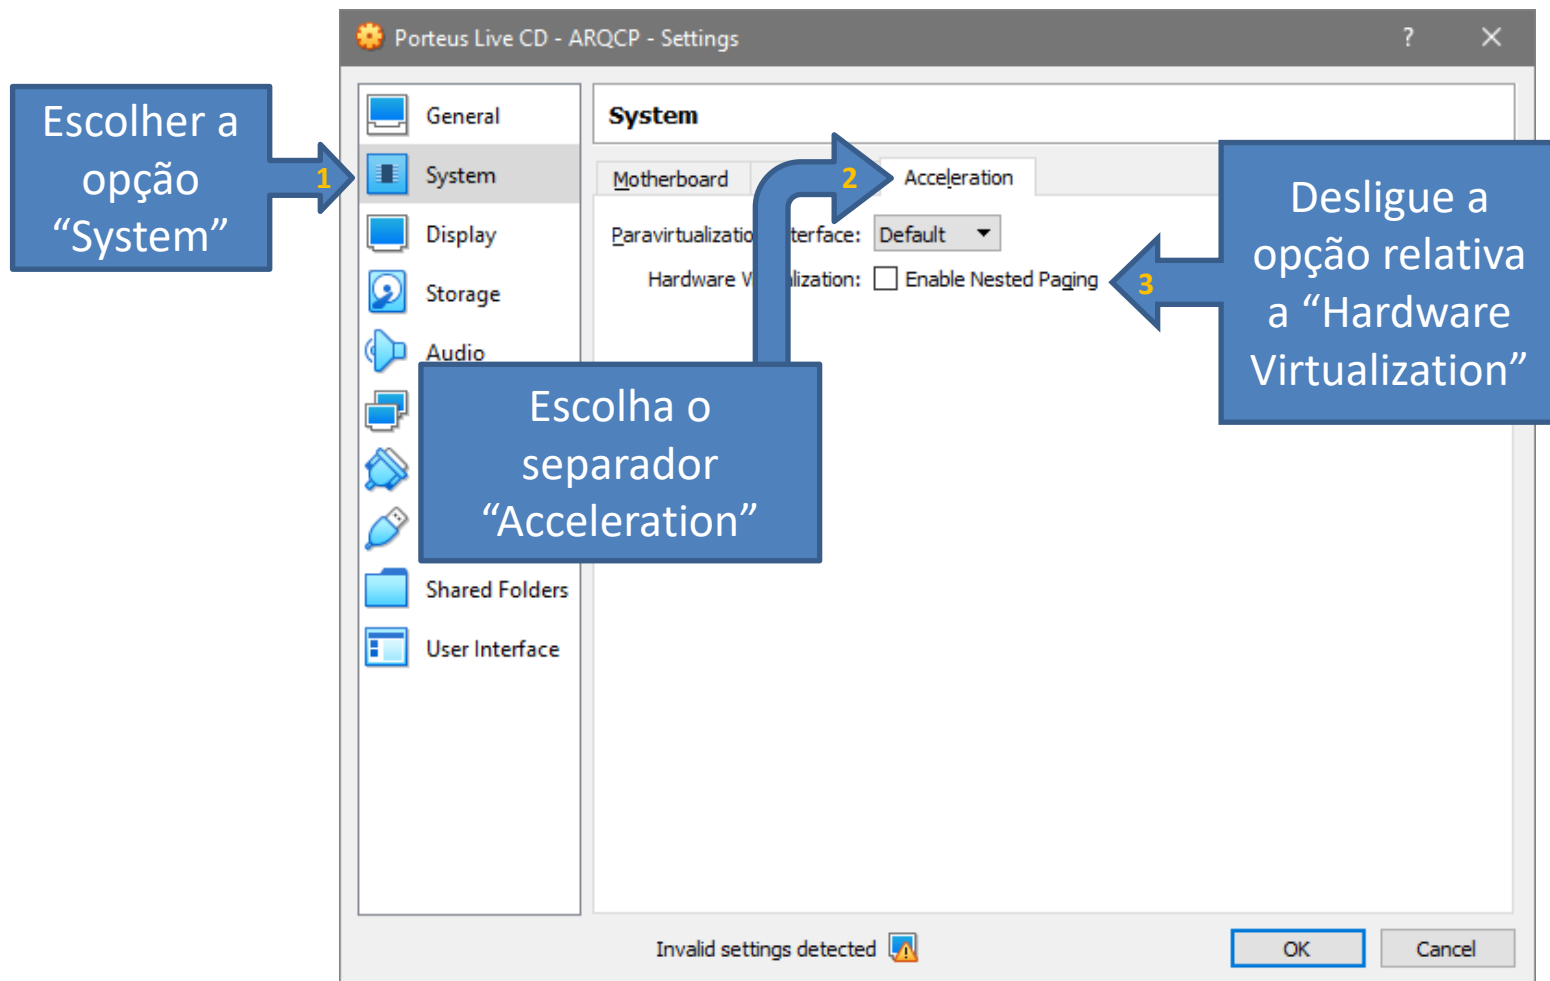 Porteus Live CD - ARQCP - Settings
?
Escolher a
opção
“System”
1
General
System
Display
Storage
Audio
Shared Folders
User Interface
System
Motherboard
2
Acceleration
Default
Hardware
Enable Nested Paging
3
Desligue a
opção relativa
a “Hardware
Virtualization”
Escolha o
separador
“Acceleration”
Invalid settings detected
OK
Cancel